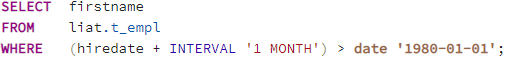 SELECT firstname
FROM liat.t_empl
WHERE (hiredate + INTERVAL '1 MONTH') > date '1980-01-01';